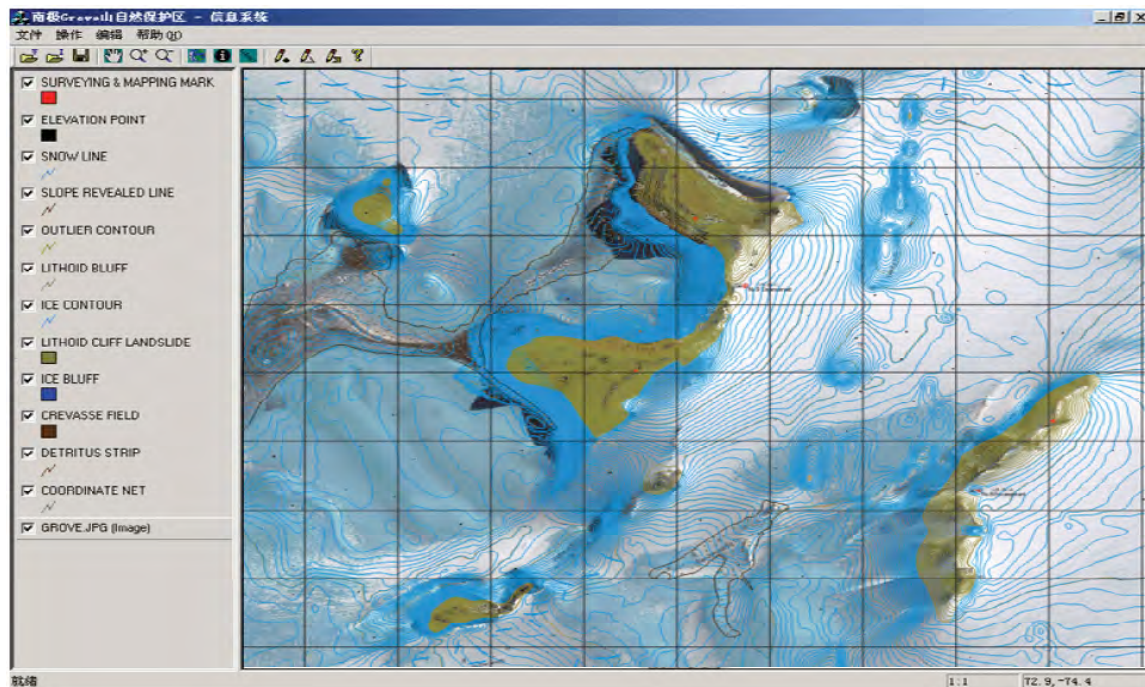 南极Grove山自然保护区 - 信息系统
文件 操作 编辑 帮助(H)
SURVEYING & MAPPING MARK
ELEVATION POINT
SNOW LINE
SLOPE REVEALED LINE
OUTLIER CONTOUR
LITHOID BLUFF
ICE CONTOUR
LITHOID CLIFF LANDSLIDE
ICE BLUFF
CREVASSE FIELD
DETRITUS STRIP
COORDINATE NET
GROVE.JPG (Image)
就绪
1:1
72.9,-74.4